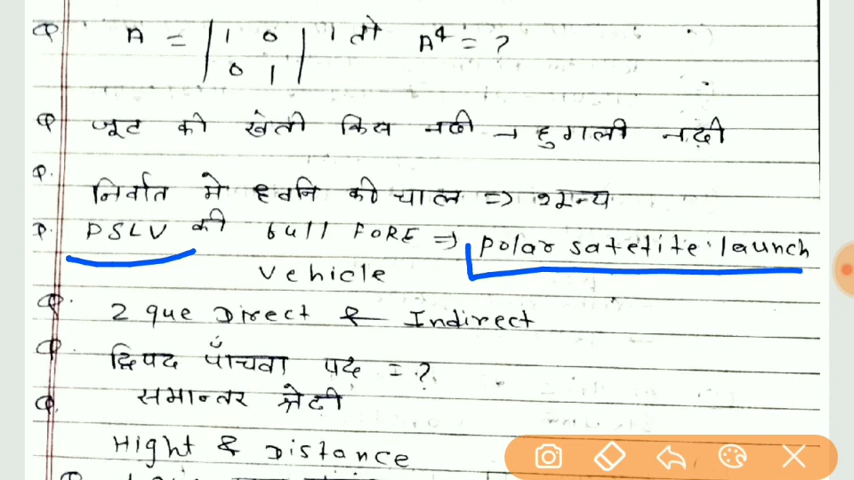 Q A = | 1 0 | तो A⁴ = ?
0 1
Q जूट की खेती किस नदी → हुगली नदी
Q. निर्वात मे ध्वनि की चाल => शून्य
Q. PSLV की full FORE => polar satetite launch
vehicle
Q. 2 que Direct & Indirect
Q. द्विपद पाँचवा पद = ?
Q. समान्तर श्रेढी
Hight & Distance